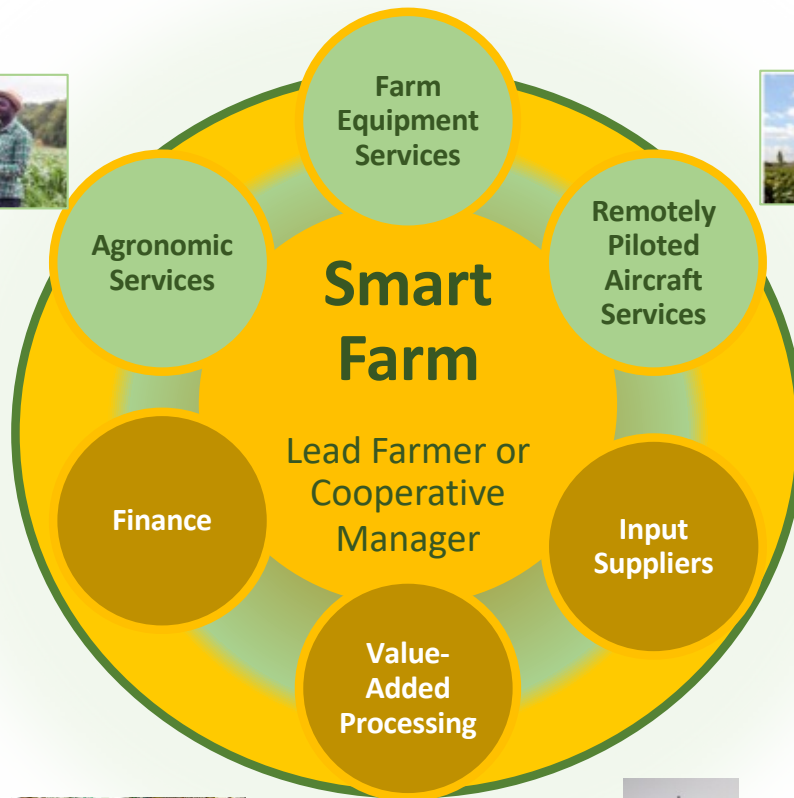 Farm
Equipment
Services
Agronomic
Services
Remotely
Piloted
Aircraft
Services
Smart
Farm
Lead Farmer or
Cooperative
Manager
Finance
Input
Suppliers
Value-
Added
Processing